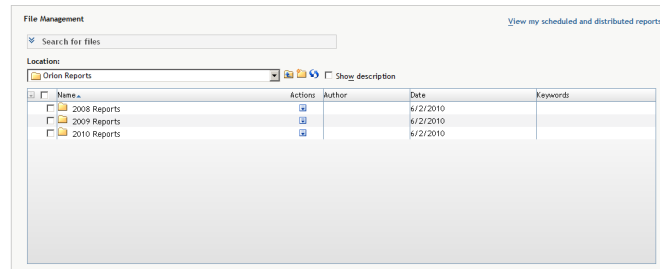 File Management
View my scheduled and distributed reports
Search for files
Location:
Orion Reports
Show description
Name Actions Author Date Keywords
2008 Reports 6/2/2010
2009 Reports 6/2/2010
2010 Reports 6/2/2010